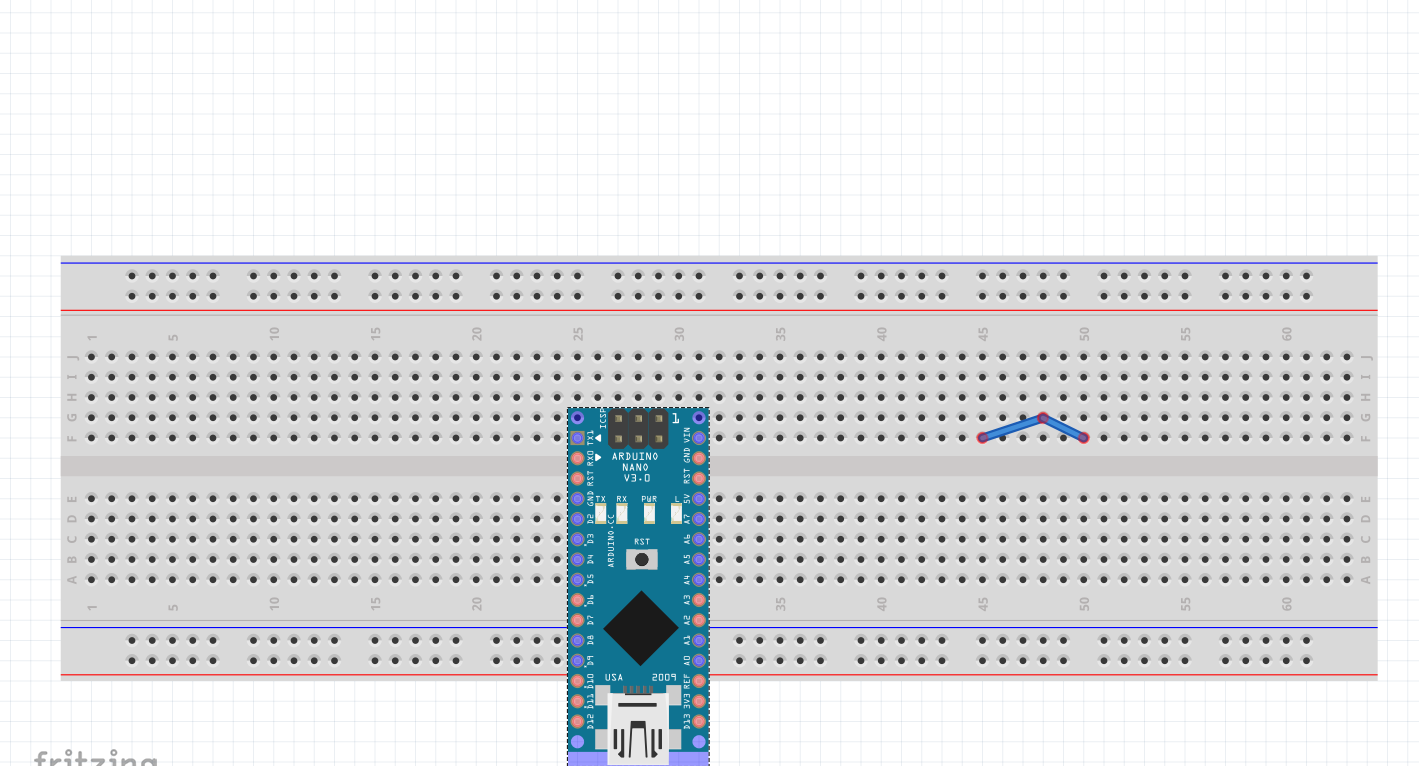 1 5 10 15 20 25 30 35 40 45 50 55 60
J J
I I
H H
G G
F F
ICSP 1
TX1 VIN
RX0 GND
ARDUINO
NANO
V3.0
RST RST
GND 5V
TX RX PWR L
E E
D2 A7
D D
D3 A6
C C
ARDUINO.CC
RST
D4 A5
B B
D5 A4
A A
D6 A3
1 5 10 15 20 35 40 45 50 55 60
D7 A2
D8 A1
D9 A0
USA 2009
D10 REF
D11 3V3
D12 D13
fritzing